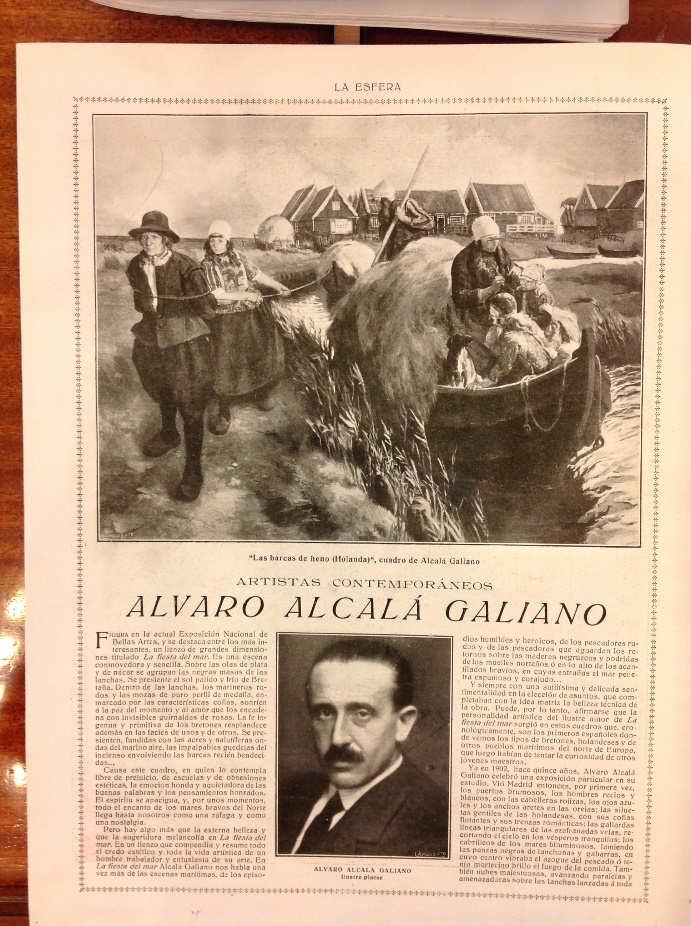 LA ESFERA
"Las barcas de heno (Holanda)", cuadro de Alcalá Galiano
ARTISTAS CONTEMPORÁNEOS
ALVARO ALCALÁ GALIANO
FIGURA en la actual Exposición Nacional de
Bellas Artes, y se destaca entre los más in-
teresantes, un lienzo de grandes dimensio-
nes titulado La fiesta del mar. Es una escena
conmovedora y sencilla. Sobre las olas de plata
y de nácar se agrupan las negras masas de las
lanchas. Se presiente el sol pálido y frío de Bre-
taña. Dentro de las lanchas, los marineros ru-
dos y las mozas de puro perfil de medalla, en-
marcado por las características cofias, sonríen
a la paz del momento y al amor que los encade-
na con invisibles guirnaldas de rosas. La fe in-
genua y primitiva de los bretones resplandece
además en las facies de unos y de otros. Se pre-
sienten, fundidas con las acres y salutíferas on-
das del marino aire, las impalpables guedejas del
incienso envolviendo las barcas recién bendeci-
das...
Causa este cuadro, en quien lo contempla
libre de prejuicio, de escuelas y de obsesiones
estéticas, la emoción honda y aquietadora de las
buenas palabras y los pensamientos honrados.
El espíritu se apacigua, y, por unos momentos,
todo el encanto de los mares bravos del Norte
llega hasta nosotros como una ráfaga y como
una nostalgia.
Pero hay algo más que la externa belleza y
que la sugeridora melancolía en La fiesta del
mar. Es un lienzo que compendia y resume todo
el credo estético y toda la vida artística de un
hombre trabajador y entusiasta de su arte. En
La fiesta del mar Alcalá Galiano nos habla una
vez más de las escenas marítimas, de los episo-
ALVARO ALCALÁ GALIANO
Ilustre pintor
dios humildes y heroicos, de los pescadores ru-
dos y de las pescadoras que aguardan los re-
tornos sobre las maderas negruzcas y podridas
de los muelles norteños ó en lo alto de los acan-
tilados bravíos, en cuyas entrañas el mar pene-
tra espumoso y corajudo...
Y siempre con una sutilísima y delicada sen-
timentalidad en la elección de asuntos, que com-
pletaban con la idea matriz la belleza técnica de
la obra. Puede, por lo tanto, afirmarse que la
personalidad artística del ilustre autor de La
fiesta del mar surgió en estos cuadros que, cro-
nológicamente, son los primeros españoles don-
de vemos los tipos de bretones, holandeses y de
otros pueblos marítimos del norte de Europa,
que luego habían de tentar la curiosidad de otros
jóvenes maestros.
Ya en 1902, hace quince años, Alvaro Alcalá
Galiano celebró una exposición particular en su
estudio. Vió Madrid entonces, por primera vez,
los puertos brumosos, los hombres recios y
blancos, con las cabelleras rojizas, los ojos azu-
les y los anchos aretes en las orejas; las silue-
tas gentiles de las holandesas, con sus cofias
flotantes y sus trenzas románticas; las gallardas
líneas triangulares de las azafranadas velas, re-
cortando el cielo en los vésperos tranquilos; los
cabrilleos de los mares bituminosos, lamiendo
las panzas negras de lanchonas y gabarras, en
cuyo centro vibraba el azogue del pescado ó te-
nía mortecino brillo el fuego de la comida. Tam-
bién nubes majestuosas, avanzando paralelas y
amenazadoras sobre las lanchas lanzadas á toda